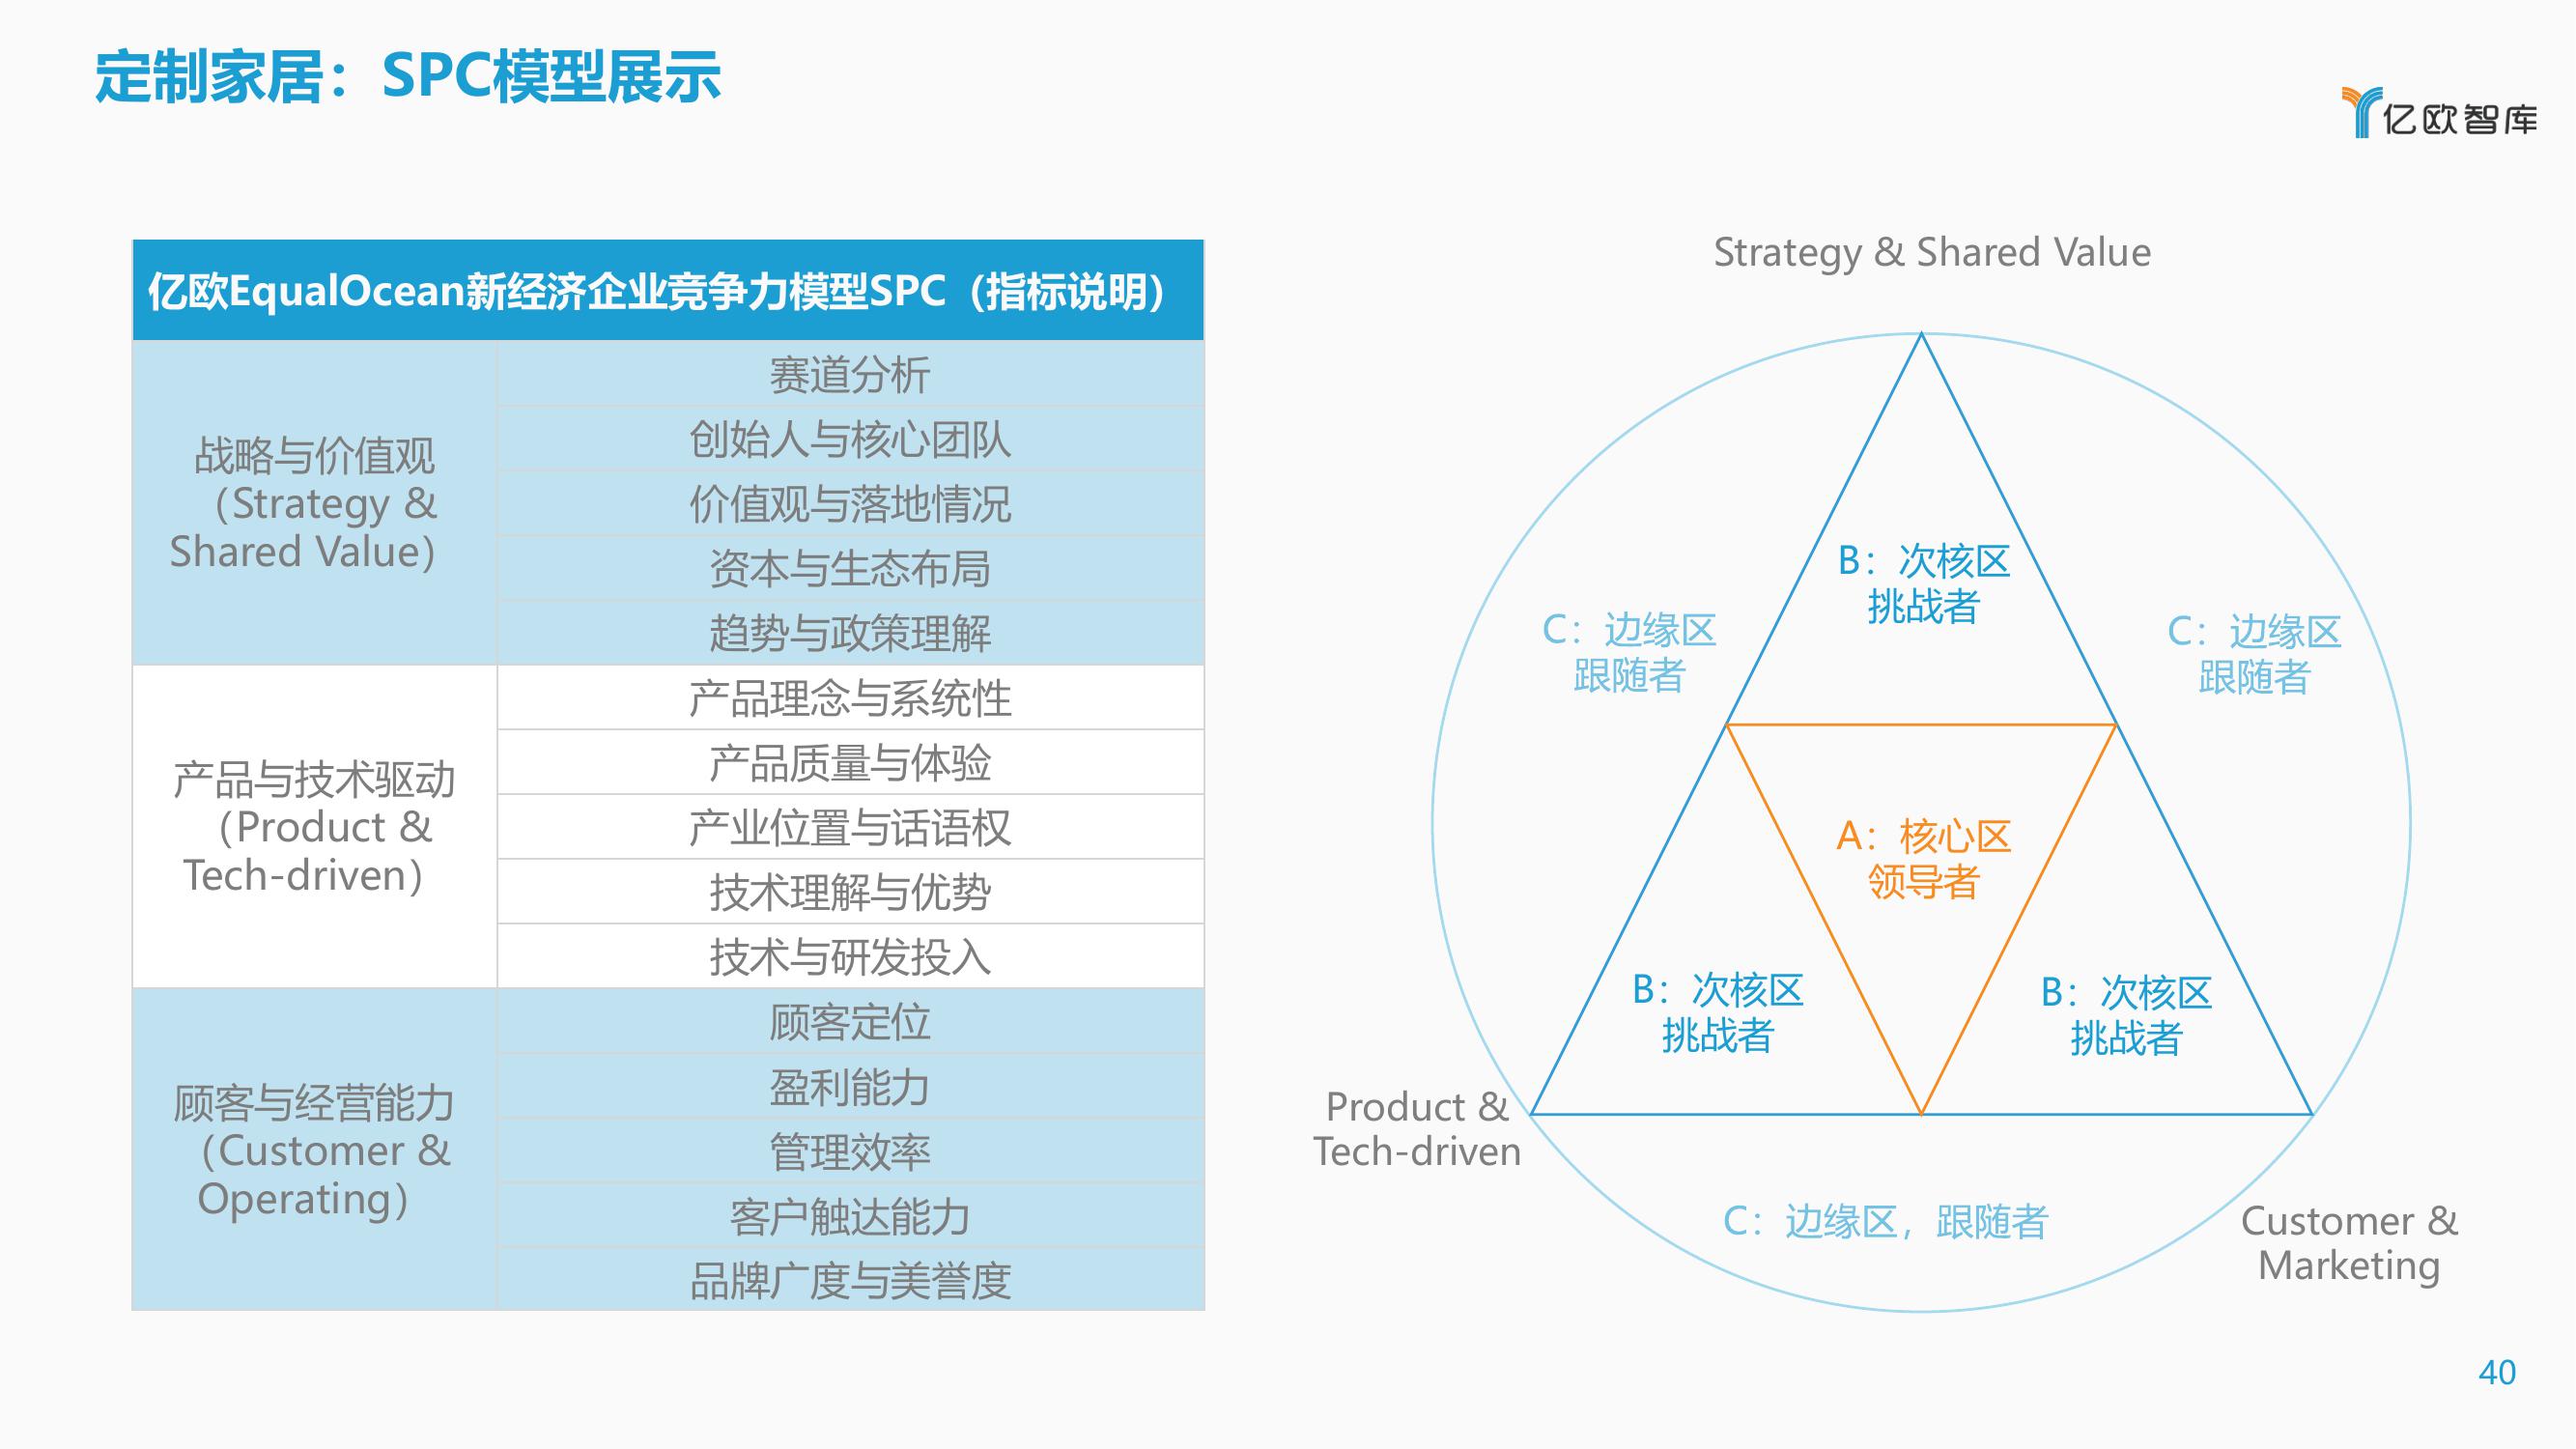 定制家居：SPC模型展示
亿欧智库
亿欧EqualOcean新经济企业竞争力模型SPC（指标说明）
战略与价值观
（Strategy &
Shared Value）
赛道分析
创始人与核心团队
价值观与落地情况
资本与生态布局
趋势与政策理解
产品与技术驱动
（Product &
Tech-driven）
产品理念与系统性
产品质量与体验
产业位置与话语权
技术理解与优势
技术与研发投入
顾客与经营能力
（Customer &
Operating）
顾客定位
盈利能力
管理效率
客户触达能力
品牌广度与美誉度
Strategy & Shared Value
B：次核区
挑战者
C：边缘区
跟随者
C：边缘区
跟随者
A：核心区
领导者
B：次核区
挑战者
B：次核区
挑战者
Product &
Tech-driven
C：边缘区，跟随者
Customer &
Marketing
40